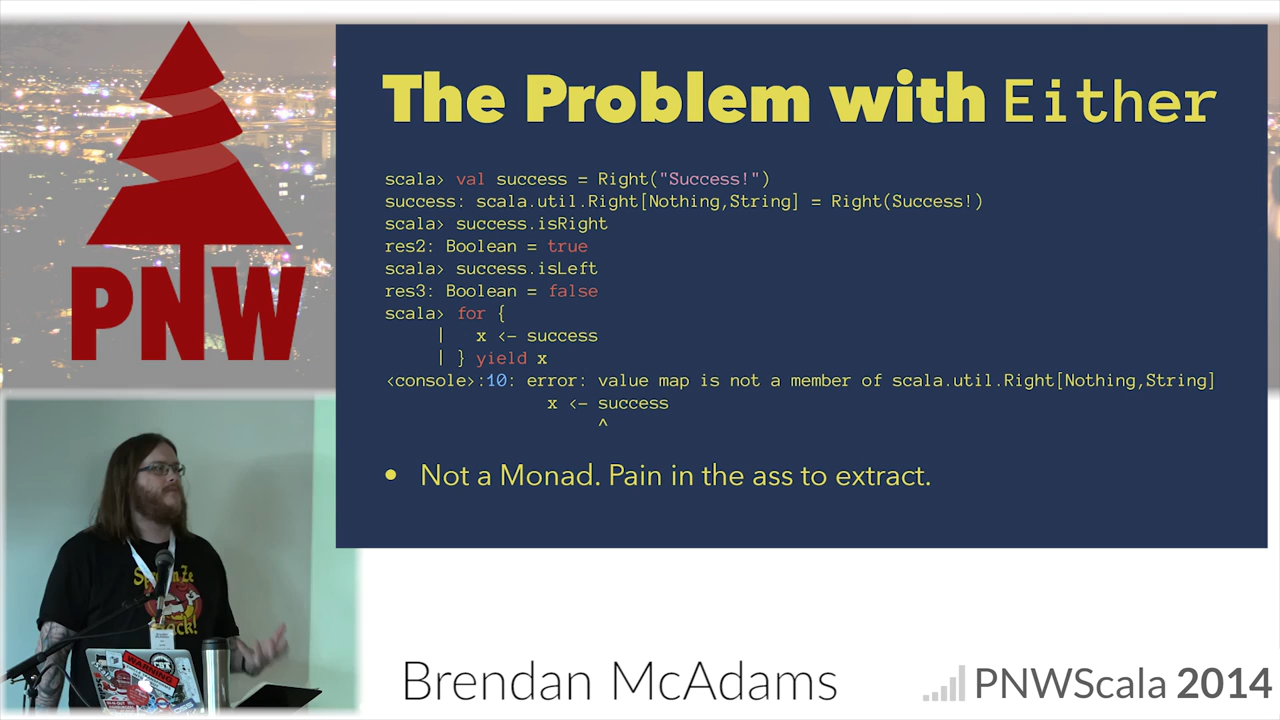 PNW
The Problem with Either
scala> val success = Right("Success!")
success: scala.util.Right[Nothing,String] = Right(Success!)
scala> success.isRight
res2: Boolean = true
scala> success.isLeft
res3: Boolean = false
scala> for {
| x <- success
| } yield x
<console>:10: error: value map is not a member of scala.util.Right[Nothing,String]
x <- success
^
• Not a Monad. Pain in the ass to extract.
WARNING
Brendan McAdams
PNWScala 2014